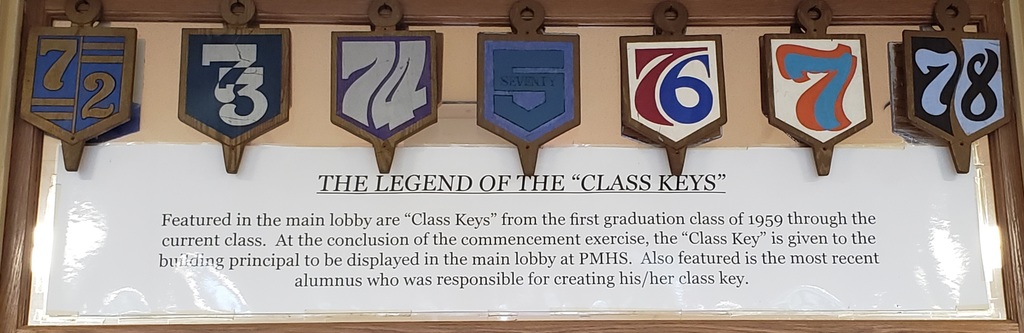 72 73 74 SEVENTY 5 76 77 78
THE LEGEND OF THE “CLASS KEYS”
Featured in the main lobby are “Class Keys” from the first graduation class of 1959 through the
current class. At the conclusion of the commencement exercise, the “Class Key” is given to the
building principal to be displayed in the main lobby at PMHS. Also featured is the most recent
alumnus who was responsible for creating his/her class key.